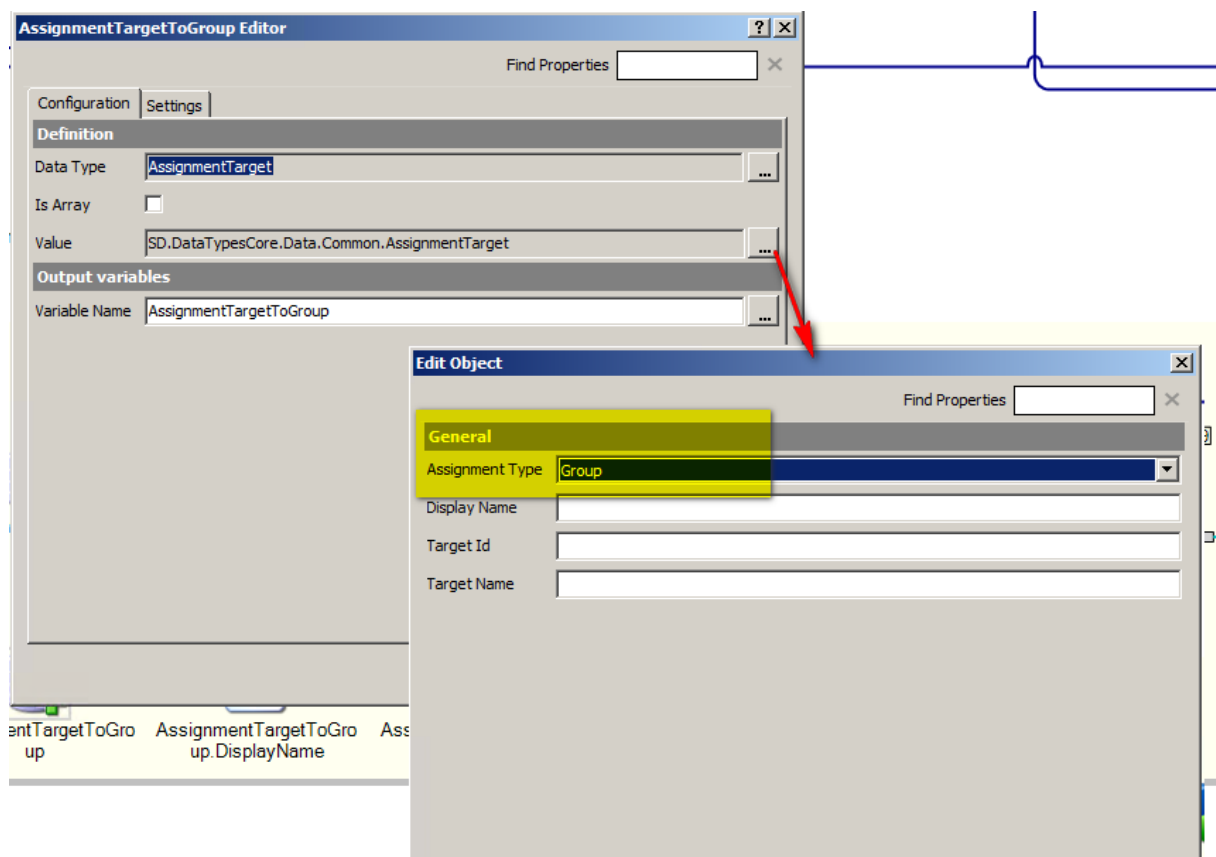 AssignmentTargetToGroup Editor
Find Properties
Configuration Settings
Definition
Data Type AssignmentTarget ...
Is Array
Value SD.DataTypesCore.Data.Common.AssignmentTarget ...
Output variables
Variable Name AssignmentTargetToGroup ...
Edit Object
Find Properties
General
Assignment Type Group
Display Name
Target Id
Target Name
entTargetToGro AssignmentTargetToGro Ass
up up.DisplayName